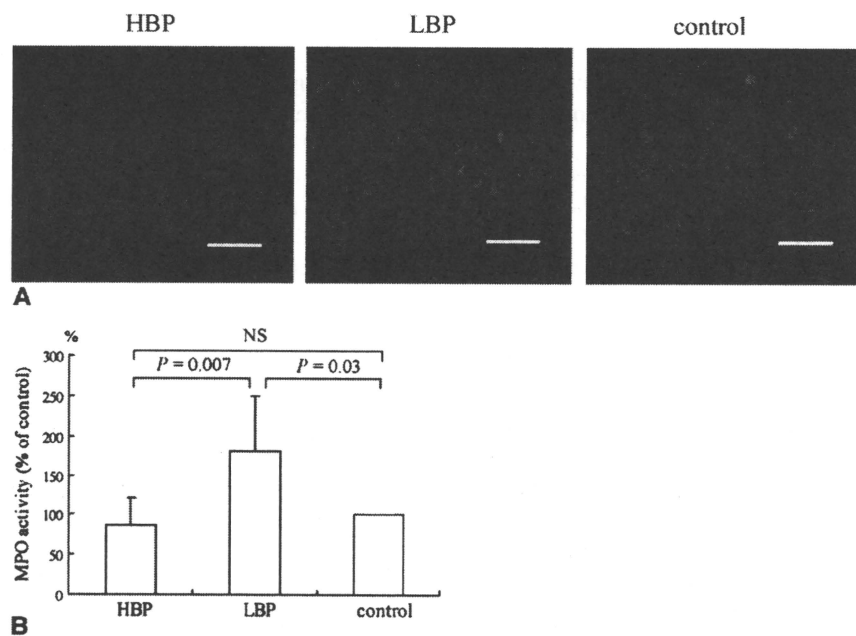 HBP LBP control
A
% NS
P = 0.007 P = 0.03
MPO activity (% of control)
300
250
200
150
100
50
0
HBP LBP control
B